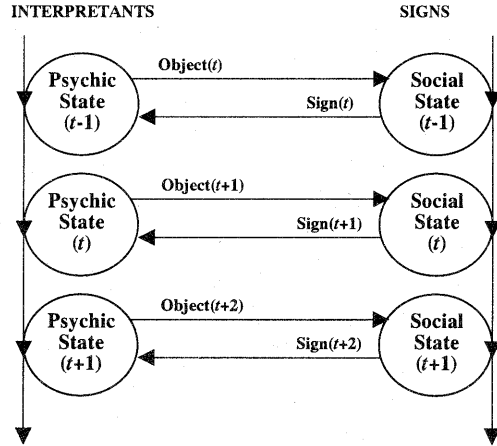 INTERPRETANTS SIGNS
Object(t)
Psychic State (t-1)
Social State (t-1)
Sign(t)
Object(t+1)
Psychic State (t)
Social State (t)
Sign(t+1)
Object(t+2)
Psychic State (t+1)
Social State (t+1)
Sign(t+2)